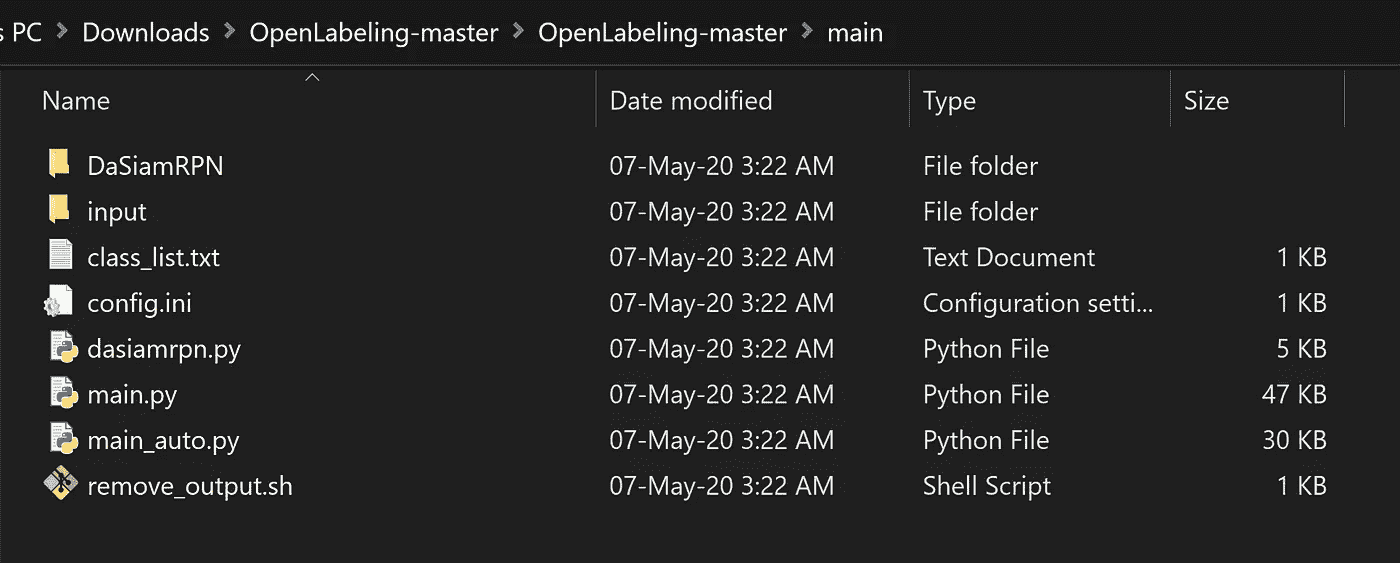 s PC > Downloads > OpenLabeling-master > OpenLabeling-master > main
Name Date modified Type Size
DaSiamRPN 07-May-20 3:22 AM File folder
input 07-May-20 3:22 AM File folder
class_list.txt 07-May-20 3:22 AM Text Document 1 KB
config.ini 07-May-20 3:22 AM Configuration setti... 1 KB
dasiamrpn.py 07-May-20 3:22 AM Python File 5 KB
main.py 07-May-20 3:22 AM Python File 47 KB
main_auto.py 07-May-20 3:22 AM Python File 30 KB
remove_output.sh 07-May-20 3:22 AM Shell Script 1 KB